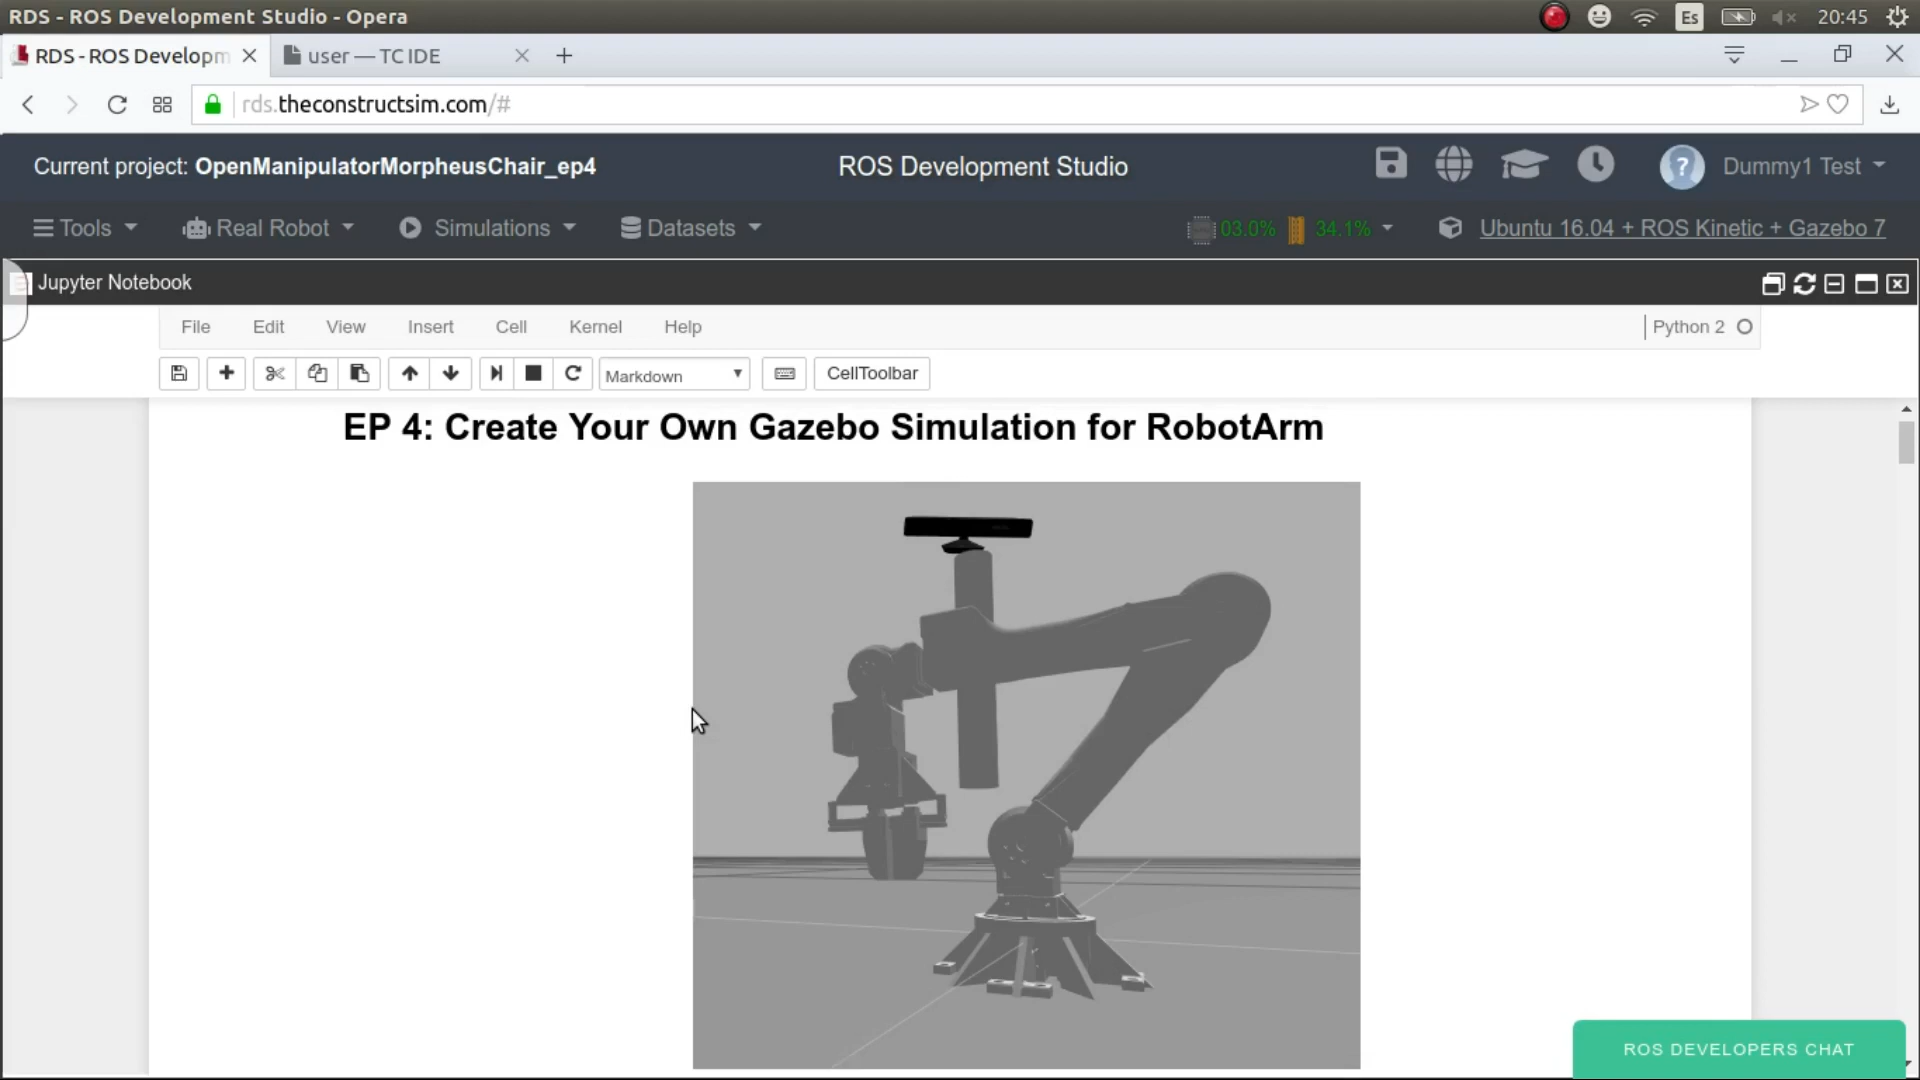 RDS - ROS Development Studio - Opera
Es
20:45
RDS - ROS Developm
user — TC IDE
rds.theconstructsim.com/#
Current project: OpenManipulatorMorpheusChair_ep4
ROS Development Studio
?
Dummy1 Test
Tools
Real Robot
Simulations
Datasets
03.0%
34.1%
Ubuntu 16.04 + ROS Kinetic + Gazebo 7
Jupyter Notebook
File
Edit
View
Insert
Cell
Kernel
Help
Python 2
Markdown
CellToolbar
EP 4: Create Your Own Gazebo Simulation for RobotArm
ROS DEVELOPERS CHAT